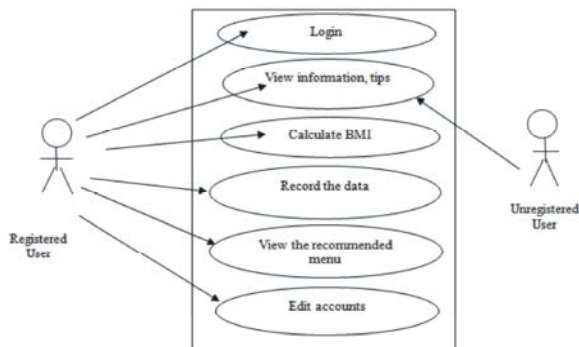 Login
View information, tips
Calculate BMI
Record the data
View the recommended
menu
Edit accounts
Registered
User
Unregistered
User